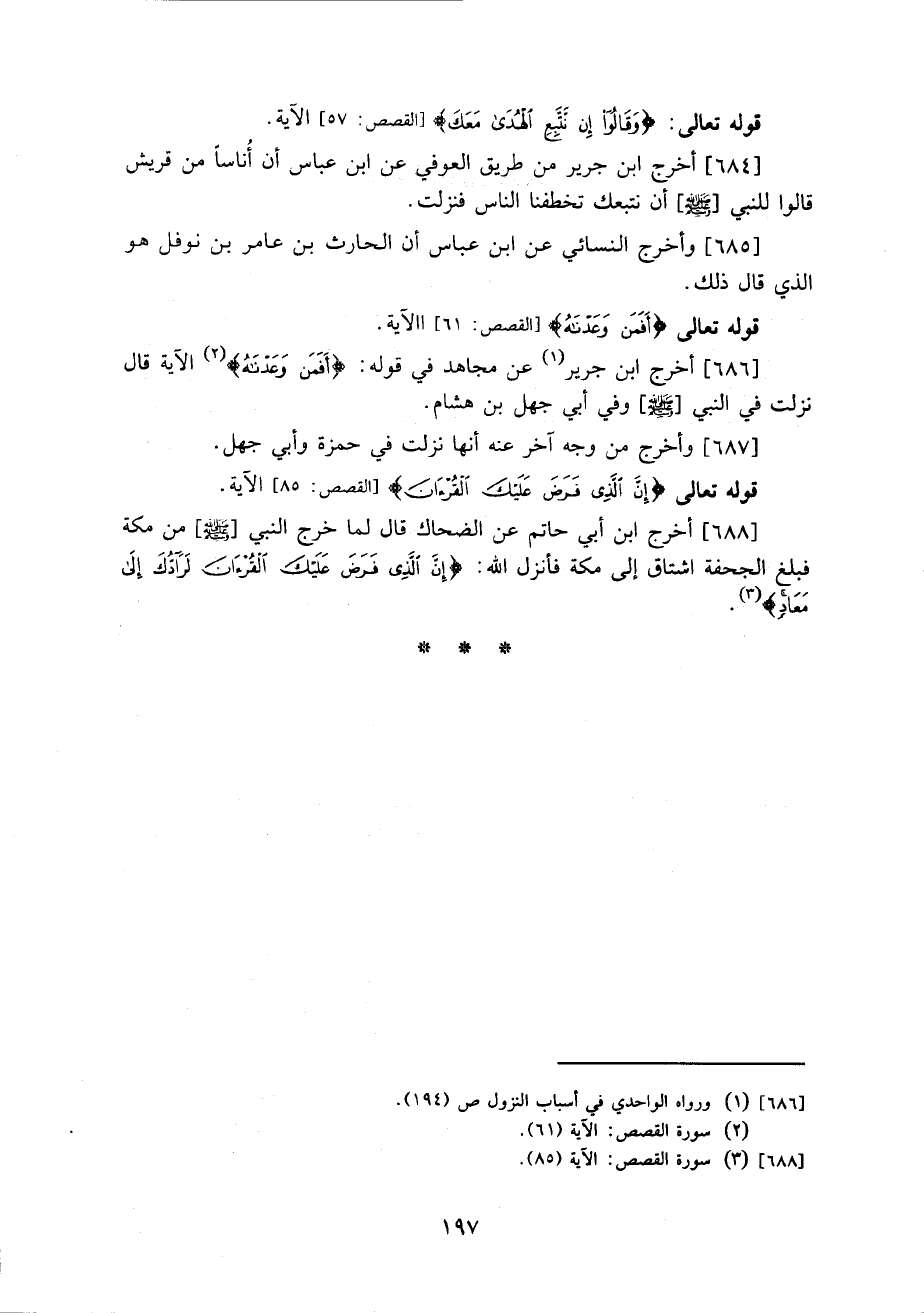 قوله تعالى: ﴿وَقَالُوٓا۟ إِن نَّتَّبِعِ ٱلْهُدَىٰ مَعَكَ﴾ [القصص: ٥٧] الآية.
[٦٨٤] أخرج ابن جرير من طريق العوفي عن ابن عباس أن أُناساً من قريش
قالوا للنبي [ﷺ] أن نتبعك تخطفنا الناس فنزلت.
[٦٨٥] وأخرج النسائي عن ابن عباس أن الحارث بن عامر بن نوفل هو
الذي قال ذلك.
قوله تعالى ﴿أَفَمَن وَعَدْنَٰهُ﴾ [القصص: ٦١] االآية.
[٦٨٦] أخرج ابن جرير(١) عن مجاهد في قوله: ﴿أَفَمَن وَعَدْنَٰهُ﴾(٢) الآية قال
نزلت في النبي [ﷺ] وفي أبي جهل بن هشام.
[٦٨٧] وأخرج من وجه آخر عنه أنها نزلت في حمزة وأبي جهل.
قوله تعالى ﴿إِنَّ ٱلَّذِى فَرَضَ عَلَيْكَ ٱلْقُرْءَانَ﴾ [القصص: ٨٥] الآية.
[٦٨٨] أخرج ابن أبي حاتم عن الضحاك قال لما خرج النبي [ﷺ] من مكة
فبلغ الجحفة اشتاق إلى مكة فأنزل الله: ﴿إِنَّ ٱلَّذِى فَرَضَ عَلَيْكَ ٱلْقُرْءَانَ لَرَآدُّكَ إِلَىٰ
مَعَادٍ﴾(٣).
* * *
[٦٨٦] (١) ورواه الواحدي في أسباب النزول ص (١٩٤).
(٢) سورة القصص: الآية (٦١).
[٦٨٨] (٣) سورة القصص: الآية (٨٥).
١٩٧